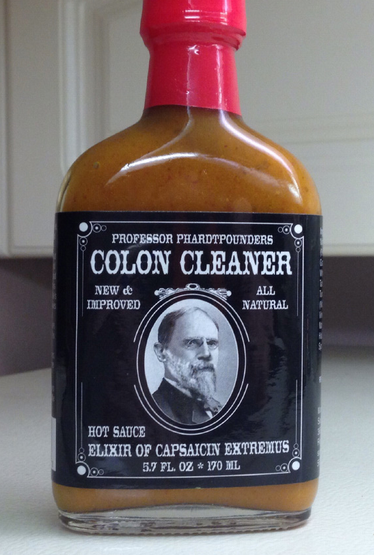 PROFESSOR PHARDTPOUNDERS
COLON CLEANER
NEW & IMPROVED
ALL NATURAL
HOT SAUCE
ELIXIR OF CAPSAICIN EXTREMUS
5.7 FL. OZ * 170 ML